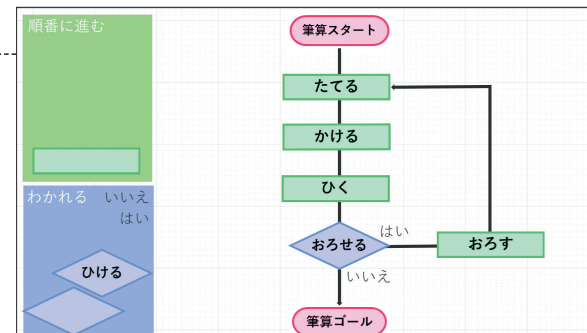 順番に進む
わかれる いいえ
はい
ひける
筆算スタート
たてる
かける
ひく
おろせる
はい
おろす
いいえ
筆算ゴール